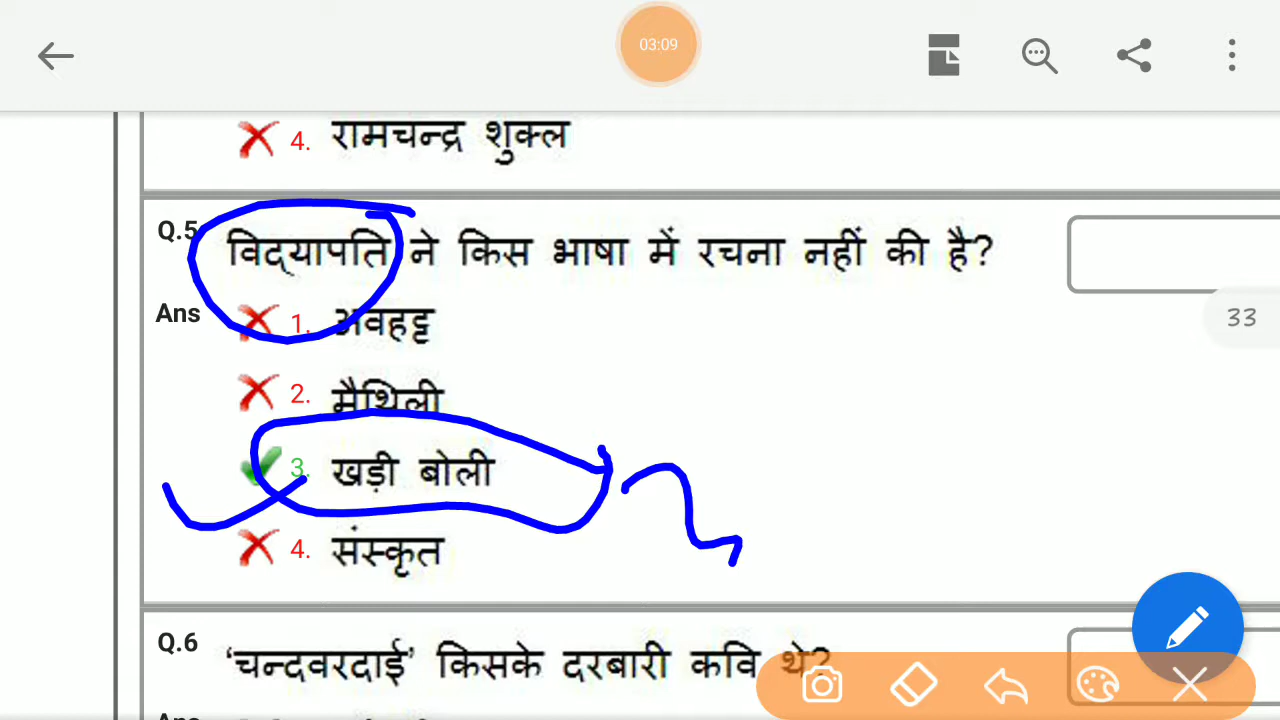 03:09
4. रामचन्द्र शुक्ल
Q.5 विद्यापति ने किस भाषा में रचना नहीं की है?
Ans 1. अवहट्ट
33
2. मैथिली
3. खड़ी बोली
4. संस्कृत
Q.6 ‘चन्दवरदाई’ किसके दरबारी कवि थे?
Ans